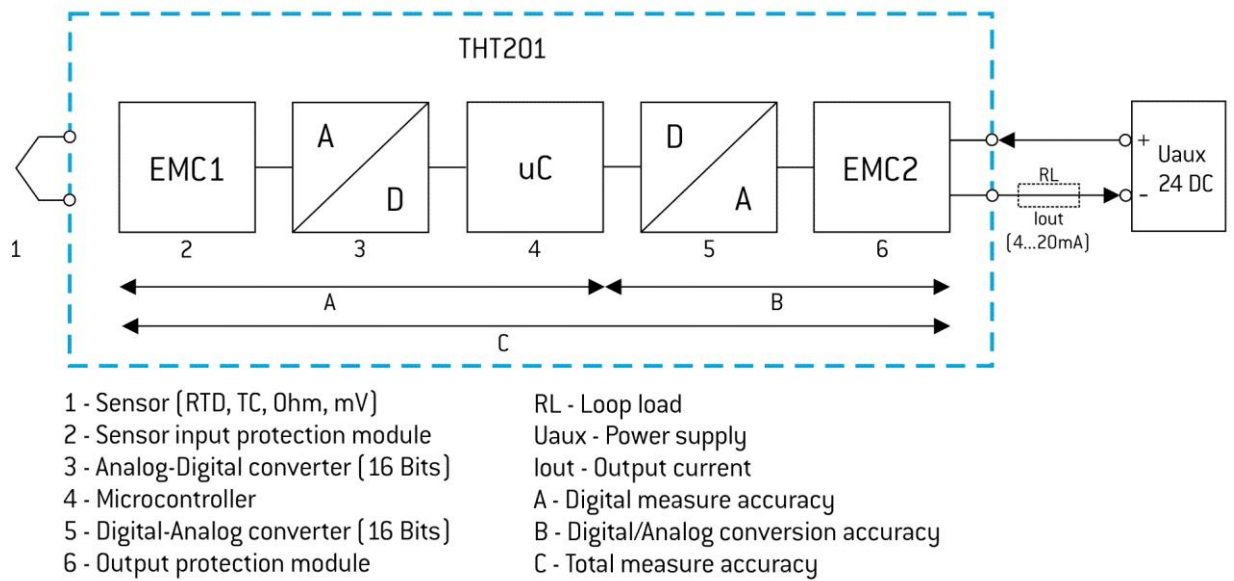 THT201
EMC1
A
D
uC
D
A
EMC2
+
-
Uaux
24 DC
RL
Iout
(4...20mA)
1
2
3
4
5
6
A
B
C
1 - Sensor (RTD, TC, Ohm, mV)
2 - Sensor input protection module
3 - Analog-Digital converter (16 Bits)
4 - Microcontroller
5 - Digital-Analog converter (16 Bits)
6 - Output protection module
RL - Loop load
Uaux - Power supply
Iout - Output current
A - Digital measure accuracy
B - Digital/Analog conversion accuracy
C - Total measure accuracy